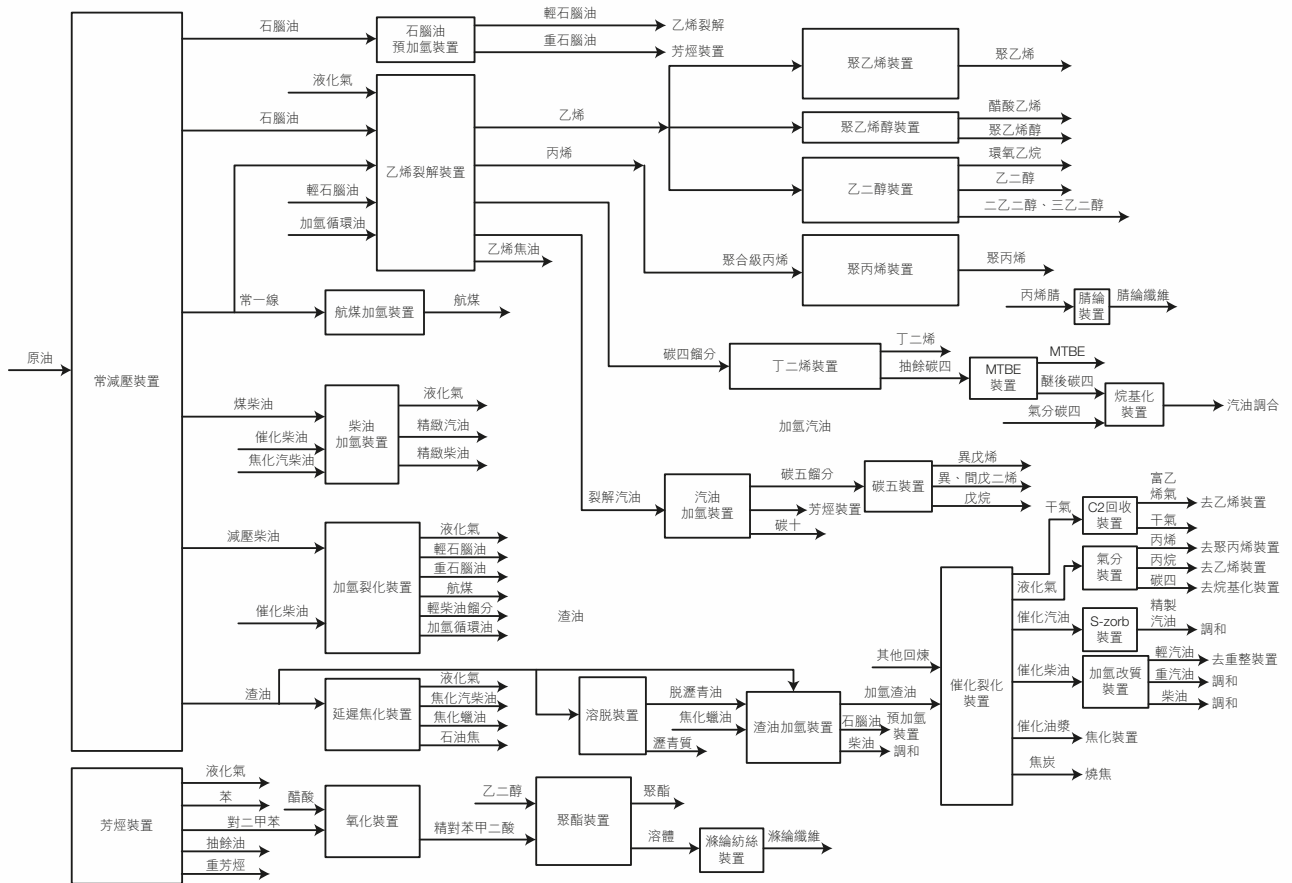 石腦油
石腦油
預加氫裝置
輕石腦油
乙烯裂解
重石腦油
芳烴裝置
液化氣
石腦油
輕石腦油
加氫循環油
乙烯裂解裝置
乙烯
丙烯
乙烯焦油
聚乙烯裝置
聚乙烯
聚乙烯醇裝置
醋酸乙烯
聚乙烯醇
乙二醇裝置
環氧乙烷
乙二醇
二乙二醇、三乙二醇
聚合級丙烯
聚丙烯裝置
聚丙烯
丙烯腈
腈綸
裝置
腈綸纖維
常一線
航煤加氫裝置
航煤
原油
常減壓裝置
碳四餾分
丁二烯裝置
丁二烯
抽餘碳四
MTBE
裝置
MTBE
醚後碳四
氣分碳四
烷基化
裝置
汽油調合
煤柴油
催化柴油
焦化汽柴油
柴油
加氫裝置
液化氣
精緻汽油
精緻柴油
加氫汽油
裂解汽油
汽油
加氫裝置
碳五餾分
芳烴裝置
碳十
碳五裝置
異戊烯
異、間戊二烯
戊烷
減壓柴油
催化柴油
加氫裂化裝置
液化氣
輕石腦油
重石腦油
航煤
輕柴油餾分
加氫循環油
渣油
干氣
C2回收
裝置
富乙
烯氣
去乙烯裝置
干氣
液化氣
氣分
裝置
丙烯
去聚丙烯裝置
丙烷
去乙烯裝置
碳四
去烷基化裝置
催化汽油
S-zorb
裝置
精製
汽油
調和
催化柴油
加氫改質
裝置
輕汽油
去重整裝置
重汽油
調和
柴油
調和
催化油漿
焦化裝置
焦炭
燒焦
其他回煉
催化裂化
裝置
渣油
延遲焦化裝置
液化氣
焦化汽柴油
焦化蠟油
石油焦
溶脱裝置
脱瀝青油
焦化蠟油
瀝青質
渣油加氫裝置
加氫渣油
石腦油
預加氫
裝置
柴油
調和
芳烴裝置
液化氣
苯
對二甲苯
抽餘油
重芳烴
醋酸
氧化裝置
精對苯甲二酸
乙二醇
聚酯裝置
聚酯
溶體
滌綸紡絲
裝置
滌綸纖維